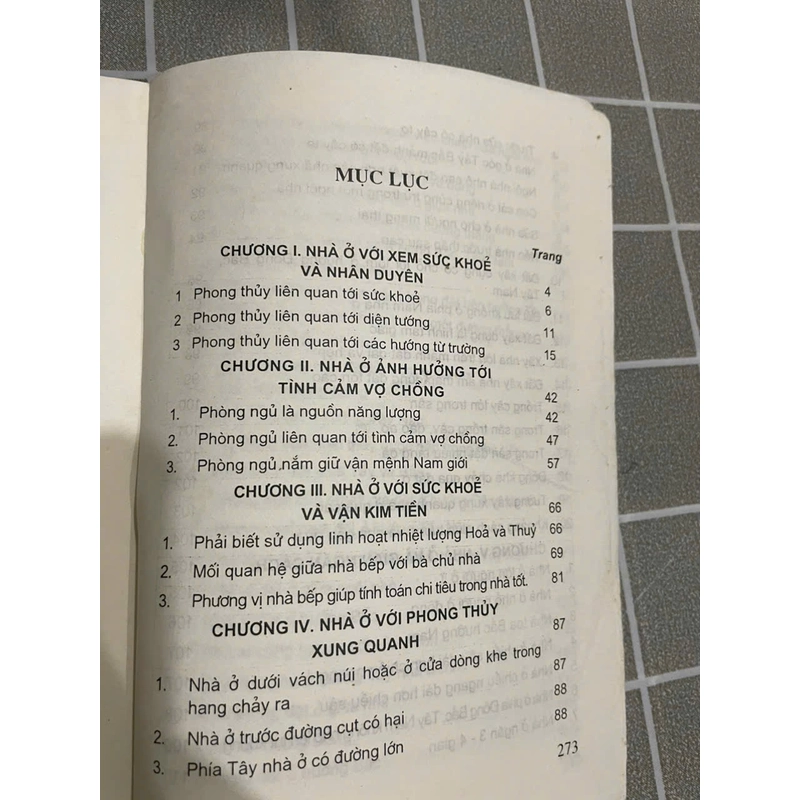 MỤC LỤC
Trang
CHƯƠNG I. NHÀ Ở VỚI XEM SỨC KHOẺ
VÀ NHÂN DUYÊN 4
1 Phong thủy liên quan tới sức khoẻ 6
2 Phong thủy liên quan tới diện tướng 11
3 Phong thủy liên quan tới các hướng từ trường 15
CHƯƠNG II. NHÀ Ở ẢNH HƯỞNG TỚI
TÌNH CẢM VỢ CHỒNG 42
1. Phòng ngủ là nguồn năng lượng 42
2. Phòng ngủ liên quan tới tình cảm vợ chồng 47
3. Phòng ngủ nắm giữ vận mệnh Nam giới 57
CHƯƠNG III. NHÀ Ở VỚI SỨC KHOẺ
VÀ VẬN KIM TIỀN 66
1. Phải biết sử dụng linh hoạt nhiệt lượng Hoả và Thuỷ 66
2. Mối quan hệ giữa nhà bếp với bà chủ nhà 69
3. Phương vị nhà bếp giúp tính toán chi tiêu trong nhà tốt. 81
CHƯƠNG IV. NHÀ Ở VỚI PHONG THỦY
XUNG QUANH 87
1. Nhà ở dưới vách núị hoặc ở cửa dòng khe trong
hang chảy ra 87
2. Nhà ở trước đường cụt có hại 88
3. Phía Tây nhà ở có đường lớn 88
273